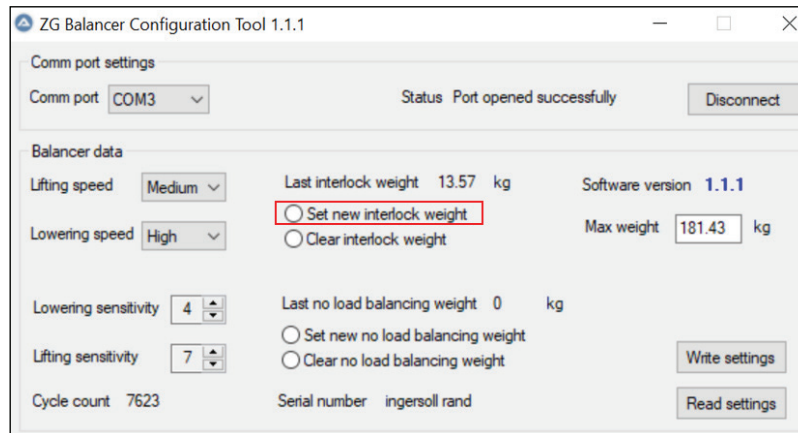 ZG Balancer Configuration Tool 1.1.1
Comm port settings
Comm port COM3 Status Port opened successfully Disconnect
Balancer data
Lifting speed Medium Last interlock weight 13.57 kg Software version 1.1.1
Set new interlock weight
Lowering speed High Clear interlock weight Max weight 181.43 kg
Lowering sensitivity 4 Last no load balancing weight 0 kg
Set new no load balancing weight
Lifting sensitivity 7 Clear no load balancing weight Write settings
Cycle count 7623 Serial number ingersoll rand Read settings